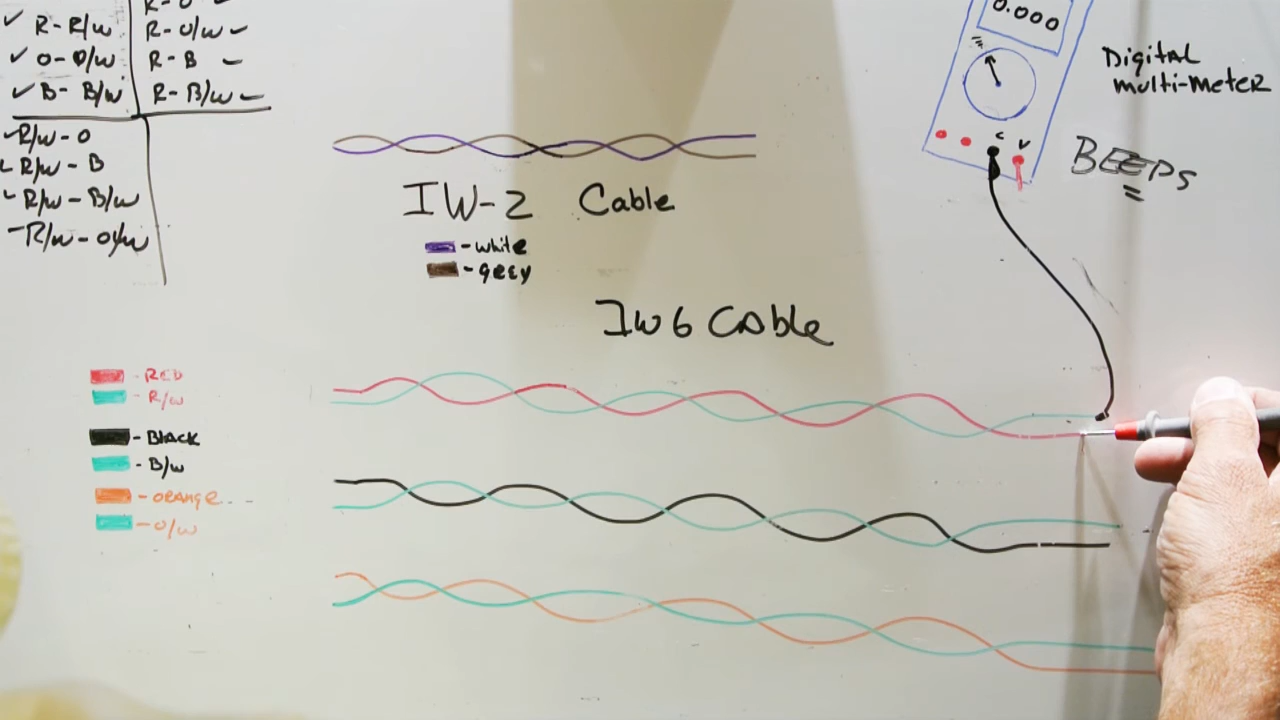 R-O
R-R/W
R-O/W
O-O/W
R-B
B-B/W
R-B/W
R/W-O
R/W-B
R/W-B/W
R/W-O/W
IW-2 Cable
-white
-grey
0.000
C
V
Digital
multi-meter
BEEPS
IW6 Cable
-RED
-R/W
-Black
-B/W
-ORANGE
-O/W